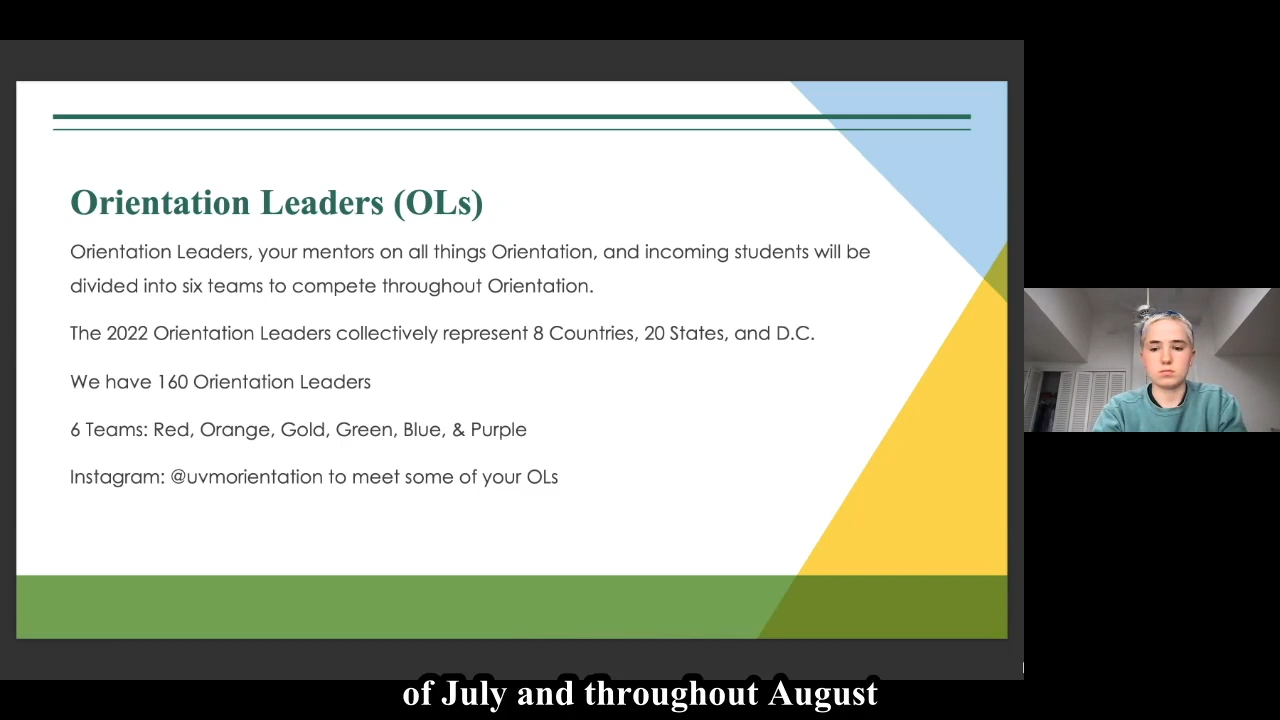 Orientation Leaders (OLs)
Orientation Leaders, your mentors on all things Orientation, and incoming students will be
divided into six teams to compete throughout Orientation.
The 2022 Orientation Leaders collectively represent 8 Countries, 20 States, and D.C.
We have 160 Orientation Leaders
6 Teams: Red, Orange, Gold, Green, Blue, & Purple
Instagram: @uvmorientation to meet some of your OLs
of July and throughout August